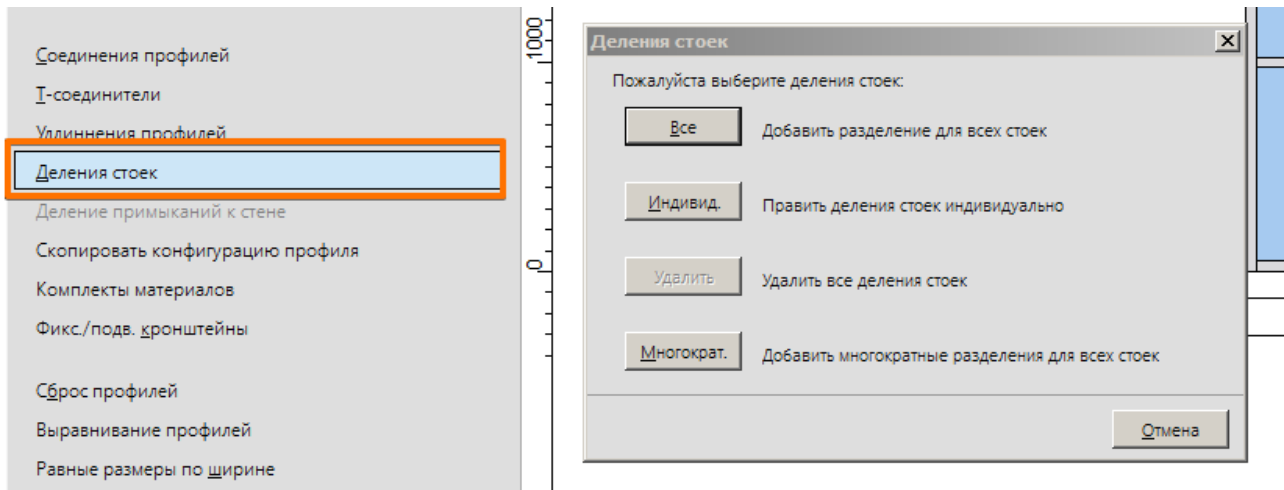 Соединения профилей
Т-соединители
Удлиннения профилей
Деления стоек
Деление примыканий к стене
Скопировать конфигурацию профиля
Комплекты материалов
Фикс./подв. кронштейны
Сброс профилей
Выравнивание профилей
Равные размеры по ширине
1000
0
Деления стоек
Пожалуйста выберите деления стоек:
Все Добавить разделение для всех стоек
Индивид. Править деления стоек индивидуально
Удалить Удалить все деления стоек
Многократ. Добавить многократные разделения для всех стоек
Отмена